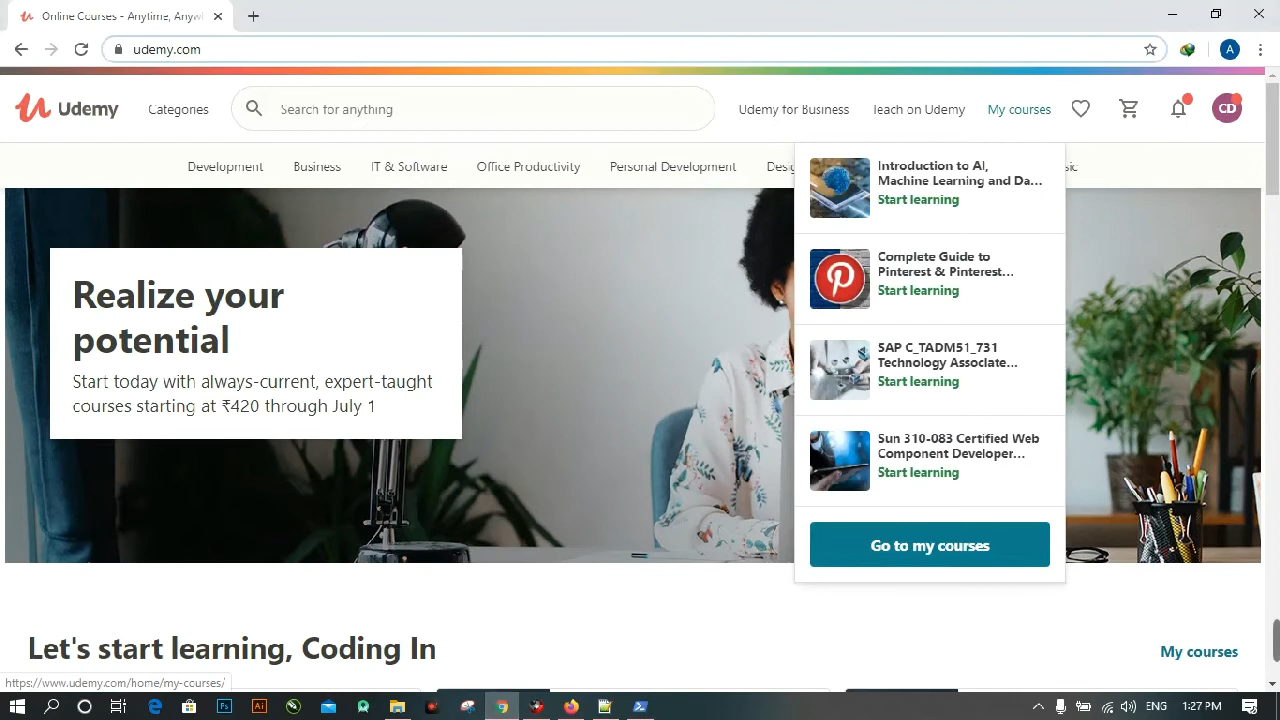 Online Courses - Anytime, Anyw
udemy.com
A
Udemy
Categories
Search for anything
Udemy for Business
Teach on Udemy
My courses
CD
Development
Business
IT & Software
Office Productivity
Personal Development
Desig
sic
Introduction to AI,
Machine Learning and Da...
Start learning
Complete Guide to
Pinterest & Pinterest...
Start learning
SAP C_TADM51_731
Technology Associate...
Start learning
Sun 310-083 Certified Web
Component Developer...
Start learning
Go to my courses
Realize your
potential
Start today with always-current, expert-taught
courses starting at ₹420 through July 1
Let's start learning, Coding In
My courses
https://www.udemy.com/home/my-courses/
Ps
Ai
ENG
1:27 PM